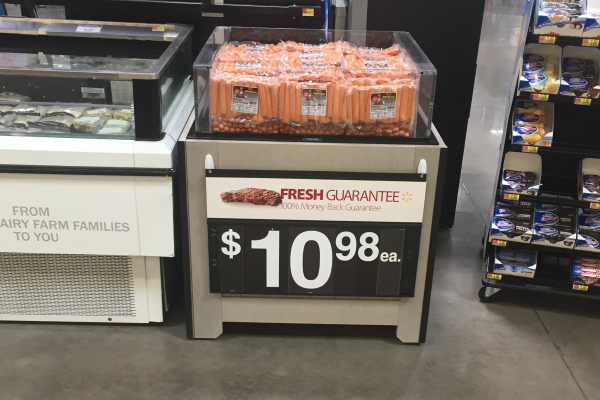 FROM
AIRY FARM FAMILIES
TO YOU
FRESH GUARANTEE
100% Money Back Guarantee
$10.98 ea.